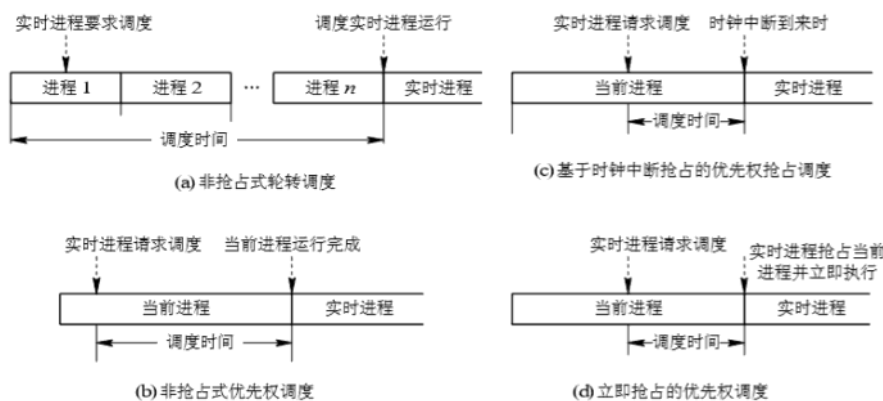 实时进程要求调度
调度实时进程运行
进程 1
进程 2
…
进程 n
实时进程
调度时间
(a) 非抢占式轮转调度
实时进程请求调度
时钟中断到来时
当前进程
实时进程
调度时间
(c) 基于时钟中断抢占的优先权抢占调度
实时进程请求调度
当前进程运行完成
当前进程
实时进程
调度时间
(b) 非抢占式优先权调度
实时进程请求调度
实时进程抢占当前
进程并立即执行
当前进程
实时进程
调度时间
(d) 立即抢占的优先权调度